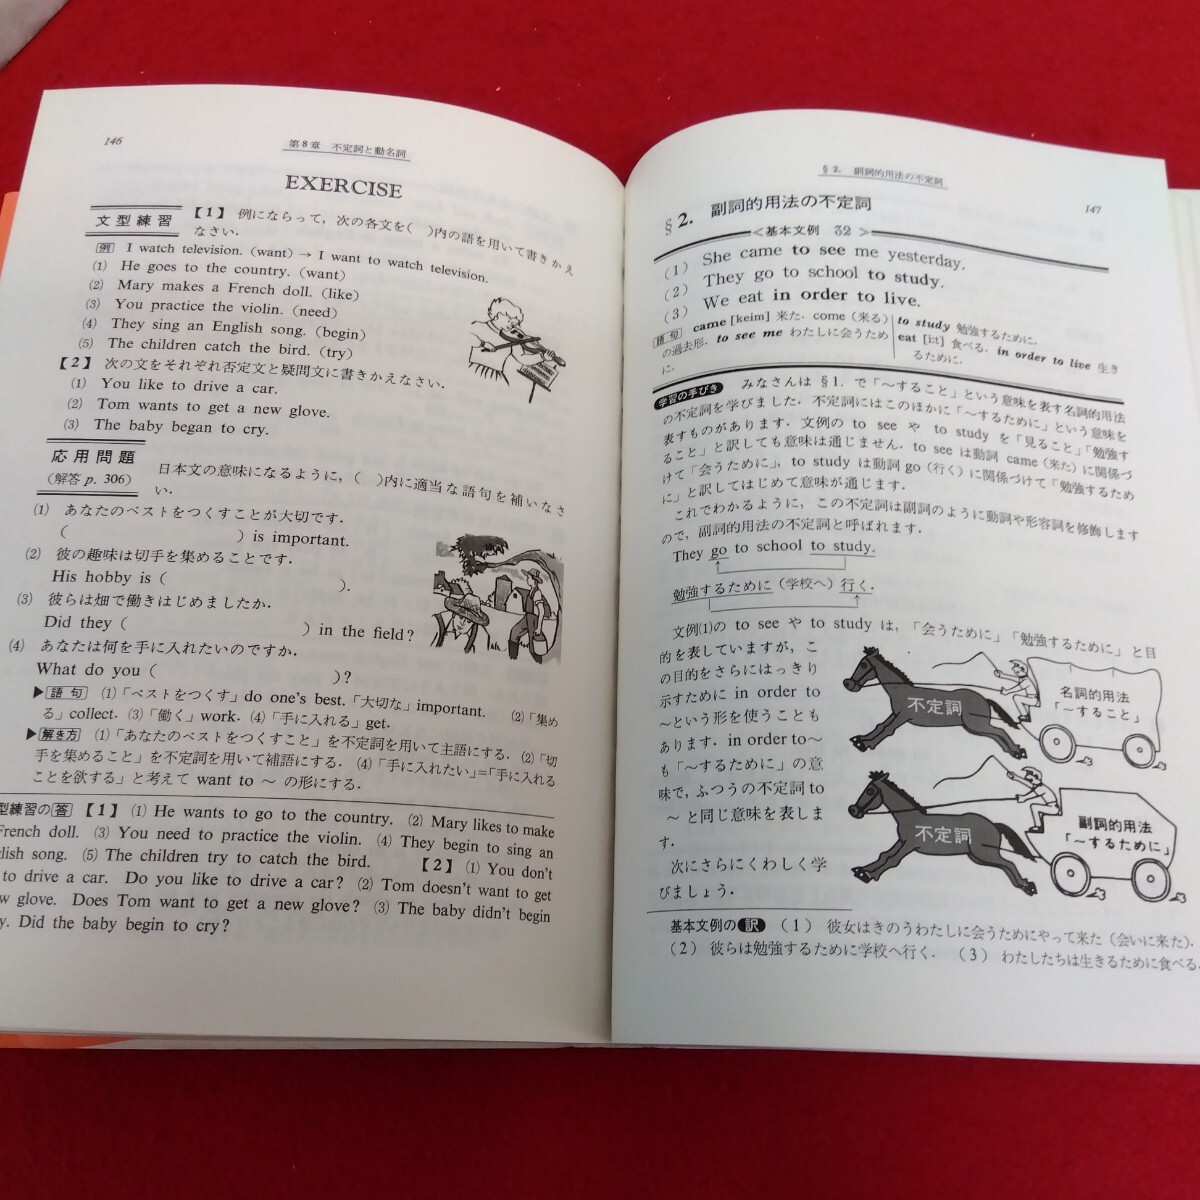 146
第8章 不定詞と動名詞
EXERCISE
文型練習 【1】 例にならって，次の各文を(　)内の語を用いて書きかえ
なさい．
例 I watch television. (want) → I want to watch television.
(1) He goes to the country. (want)
(2) Mary makes a French doll. (like)
(3) You practice the violin. (need)
(4) They sing an English song. (begin)
(5) The children catch the bird. (try)
【2】 次の文をそれぞれ否定文と疑問文に書きかえなさい．
(1) You like to drive a car.
(2) Tom wants to get a new glove.
(3) The baby began to cry.
応用問題
(解答 p. 306)
日本文の意味になるように，(　)内に適当な語句を補いなさ
い．
(1) あなたのベストをつくすことが大切です．
(　　　) is important.
(2) 彼の趣味は切手を集めることです．
His hobby is (　　　).
(3) 彼らは畑で働きはじめましたか．
Did they (　　　) in the field?
(4) あなたは何を手に入れたいのですか．
What do you (　　　)?
▶語句 (1)「ベストをつくす」do one's best.「大切な」important. (2)「集め
る」collect. (3)「働く」work. (4)「手に入れる」get.
▶解き方 (1)「あなたのベストをつくすこと」を不定詞を用いて主語にする．(2)「切
手を集めること」を不定詞を用いて補語にする．(4)「手に入れたい」=「手に入れる
ことを欲する」と考えて want to ～ の形にする．
型練習の答 【1】 (1) He wants to go to the country. (2) Mary likes to make
French doll. (3) You need to practice the violin. (4) They begin to sing an
lish song. (5) The children try to catch the bird. 【2】 (1) You don't
to drive a car. Do you like to drive a car? (2) Tom doesn't want to get
w glove. Does Tom want to get a new glove? (3) The baby didn't begin
y. Did the baby begin to cry?
§2. 副詞的用法の不定詞
147
§2. 副詞的用法の不定詞
＜基本文例 32＞
(1) She came to see me yesterday.
(2) They go to school to study.
(3) We eat in order to live.
語句 came [keim] 来た．come (来る)
の過去形．to see me わたしに会うため
に．
to study 勉強するために．
eat [i:t] 食べる．in order to live 生き
るために．
学習の手びき みなさんは §1. で「～すること」という意味を表す名詞的用法
の不定詞を学びました．不定詞にはこのほかに「～するために」という意味を
表すものがあります．文例の to see や to study を「見ること」「勉強す
ること」と訳しても意味は通じません．to see は動詞 came (来た) に関係づ
けて「会うために」，to study は動詞 go (行く) に関係づけて「勉強するため
に」と訳してはじめて意味が通じます．
これでわかるように，この不定詞は副詞のように動詞や形容詞を修飾します
ので，副詞的用法の不定詞と呼ばれます．
They go to school to study.
勉強するために (学校へ) 行く．
文例(1)の to see や to study は，「会うために」「勉強するために」と目
的を表していますが，こ
の目的をさらにはっきり
示すために in order to
～という形を使うことも
あります．in order to～
も「～するために」の意
味で，ふつうの不定詞 to
～ と同じ意味を表しま
す．
次にさらにくわしく学
びましょう．
不定詞
名詞的用法
「～すること」
不定詞
副詞的用法
「～するために」
基本文例の訳 (1) 彼女はきのうわたしに会うためにやって来た (会いに来た)．
(2) 彼らは勉強するために学校へ行く． (3) わたしたちは生きるために食べる．